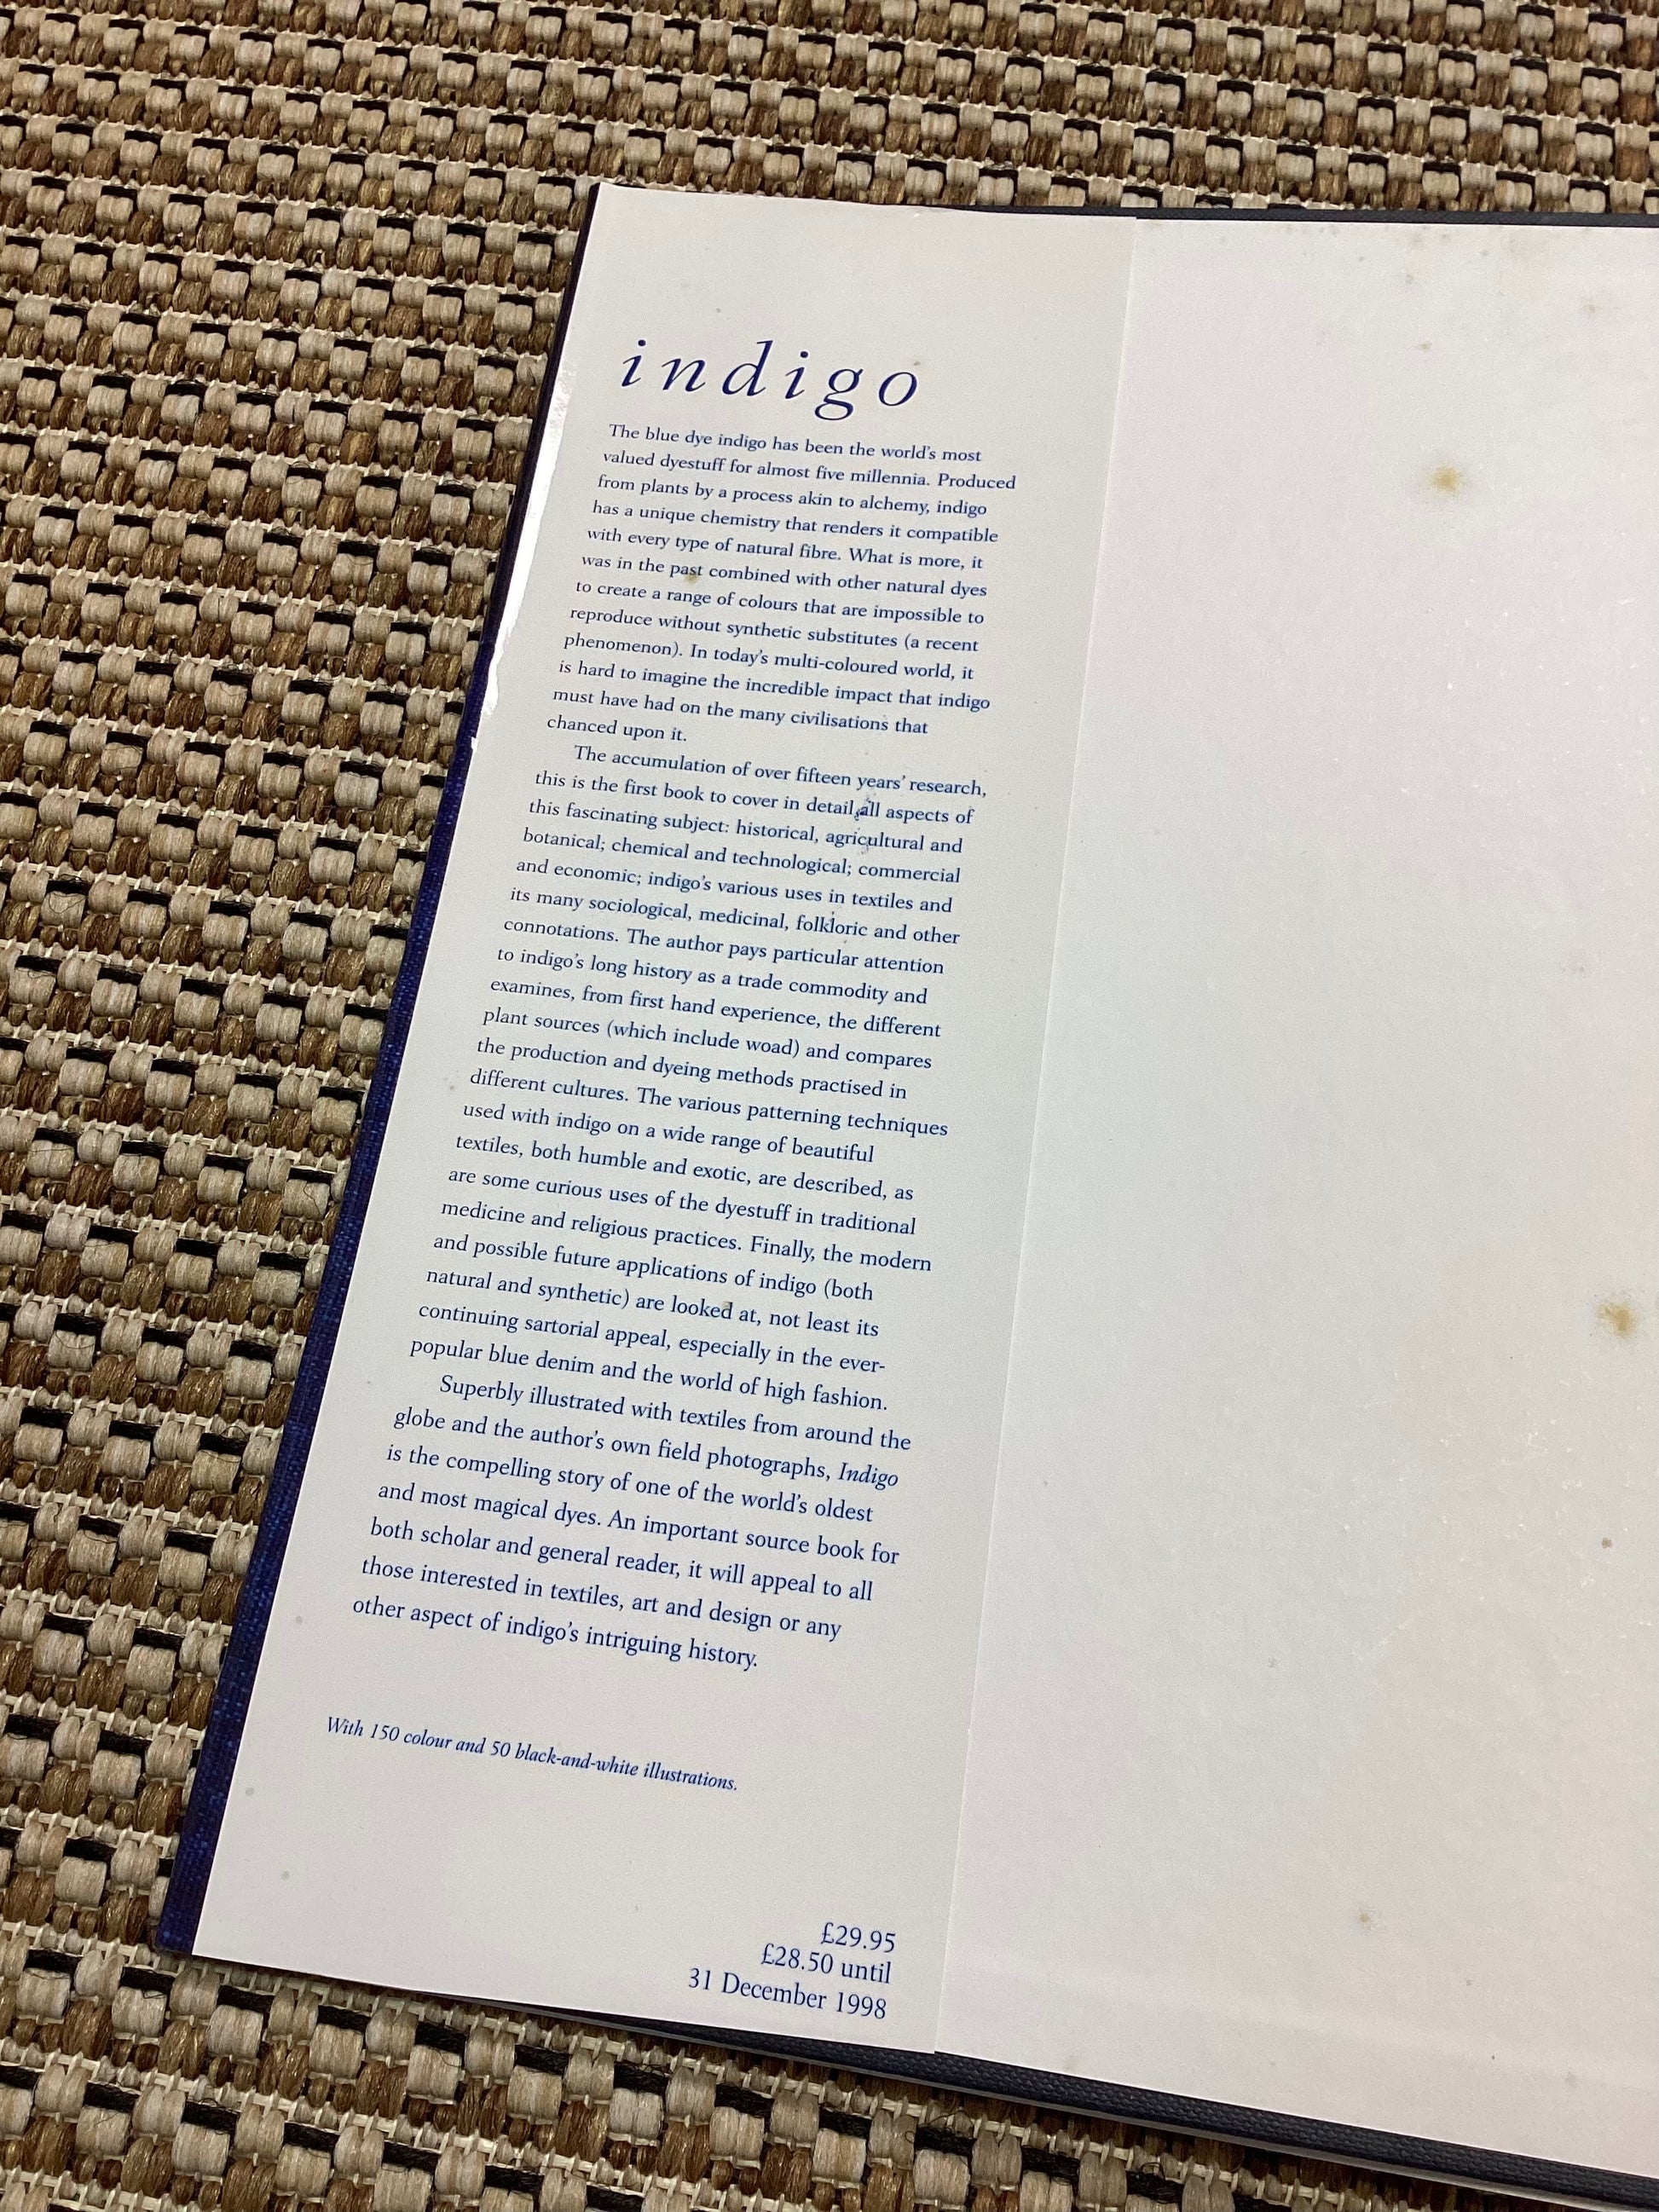 indigo
The blue dye indigo has been the world's most
valued dyestuff for almost five millennia. Produced
from plants by a process akin to alchemy, indigo
has a unique chemistry that renders it compatible
with every type of natural fibre. What is more, it
was in the past combined with other natural dyes
to create a range of colours that are impossible to
reproduce without synthetic substitutes (a recent
phenomenon). In today's multi-coloured world, it
is hard to imagine the incredible impact that indigo
must have had on the many civilisations that
chanced upon it.
The accumulation of over fifteen years' research,
this is the first book to cover in detail all aspects of
this fascinating subject: historical, agricultural and
botanical; chemical and technological; commercial
and economic; indigo's various uses in textiles and
its many sociological, medicinal, folkloric and other
connotations. The author pays particular attention
to indigo's long history as a trade commodity and
examines, from first hand experience, the different
plant sources (which include woad) and compares
the production and dyeing methods practised in
different cultures. The various patterning techniques
used with indigo on a wide range of beautiful
textiles, both humble and exotic, are described, as
are some curious uses of the dyestuff in traditional
medicine and religious practices. Finally, the modern
and possible future applications of indigo (both
natural and synthetic) are looked at, not least its
continuing sartorial appeal, especially in the ever-
popular blue denim and the world of high fashion.
Superbly illustrated with textiles from around the
globe and the author's own field photographs, Indigo
is the compelling story of one of the world's oldest
and most magical dyes. An important source book for
both scholar and general reader, it will appeal to all
those interested in textiles, art and design or any
other aspect of indigo's intriguing history.
With 150 colour and 50 black-and-white illustrations.
£29.95
£28.50 until
31 December 1998